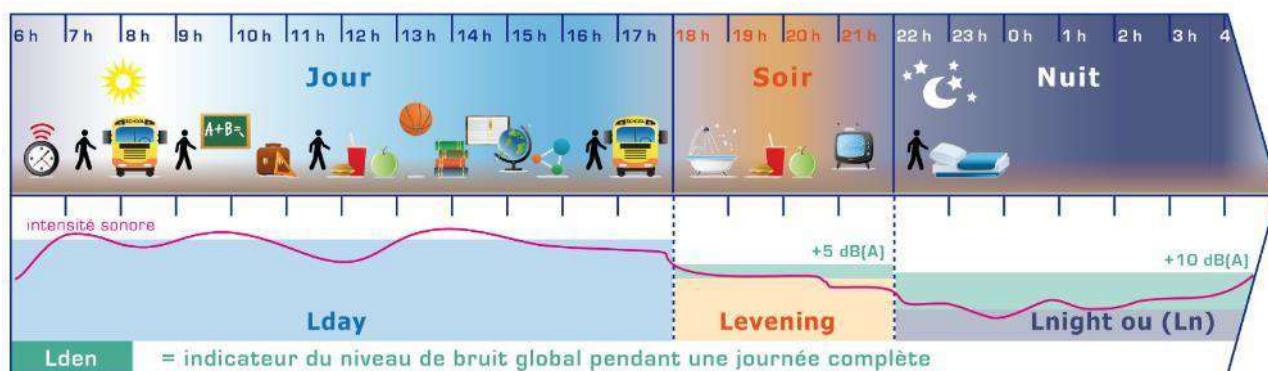 6 h 7 h 8 h 9 h 10 h 11 h 12 h 13 h 14 h 15 h 16 h 17 h 18 h 19 h 20 h 21 h 22 h 23 h 0 h 1 h 2 h 3 h 4
Jour Soir Nuit
A+B=
intensité sonore
+5 dB(A) +10 dB(A)
Lday Levening Lnight ou (Ln)
Lden = indicateur du niveau de bruit global pendant une journée complète